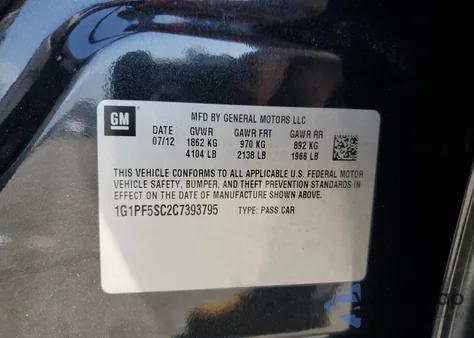 GM
MFD BY GENERAL MOTORS LLC
DATE GVWR GAWR FRT GAWR RR
07/12 1862 KG 970 KG 892 KG
4104 LB 2138 LB 1966 LB
THIS VEHICLE CONFORMS TO ALL APPLICABLE U.S. FEDERAL MOTOR
VEHICLE SAFETY, BUMPER, AND THEFT PREVENTION STANDARDS IN
EFFECT ON THE DATE OF MANUFACTURE SHOWN ABOVE.
1G1PF5SC2C7393795 TYPE: PASS CAR